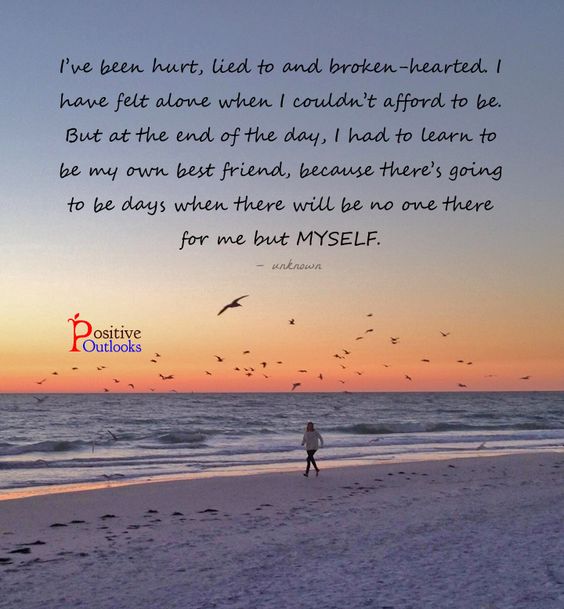 I've been hurt, lied to and broken-hearted. I
have felt alone when I couldn't afford to be.
But at the end of the day, I had to learn to
be my own best friend, because there's going
to be days when there will be no one there
for me but MYSELF.
- unknown
Positive
Outlooks